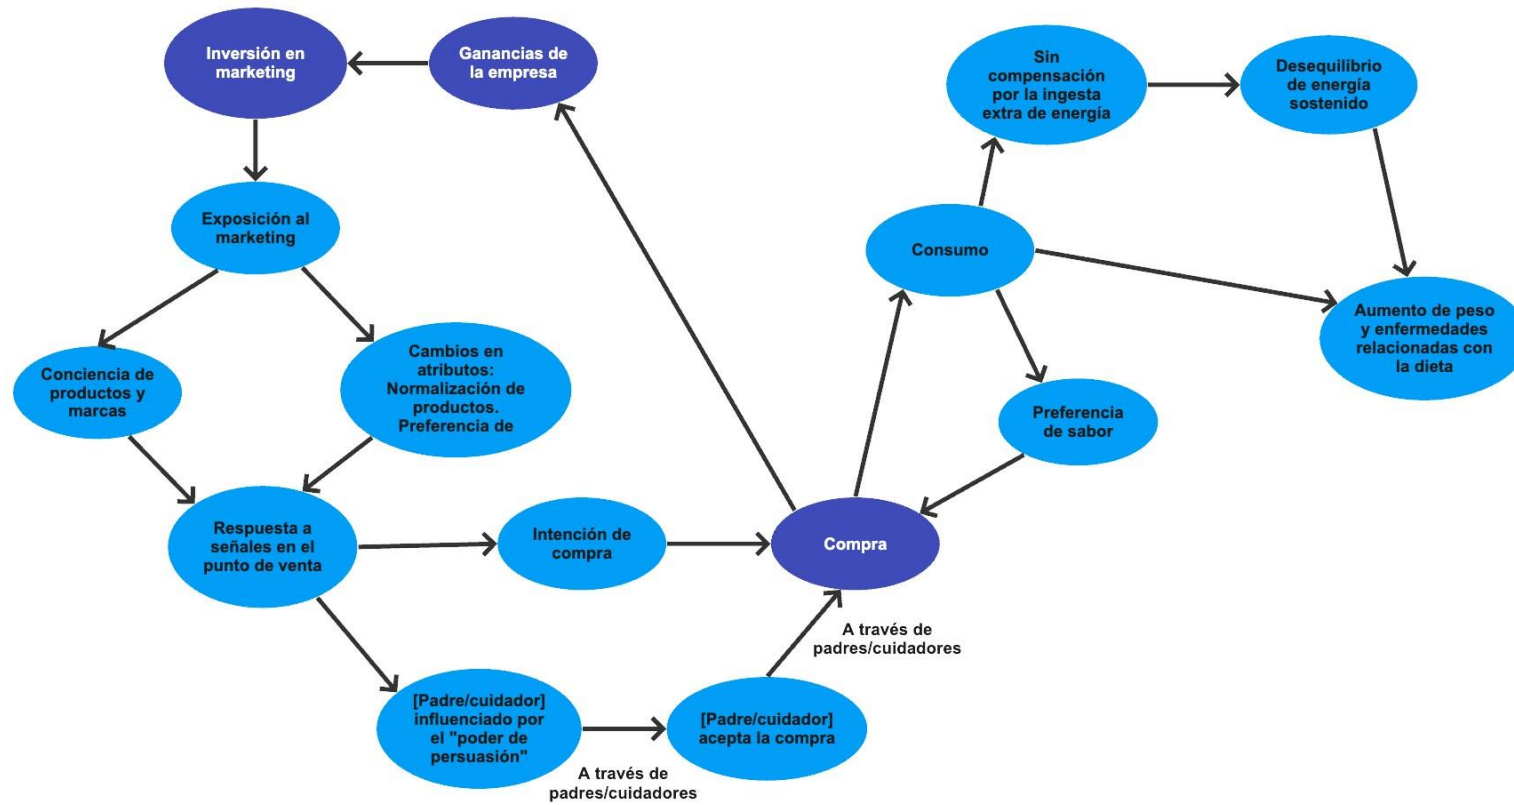 Inversión en
marketing
Ganancias de
la empresa
Sin
compensación
por la ingesta
extra de energía
Desequilibrio
de energía
sostenido
Exposición al
marketing
Consumo
Aumento de peso
y enfermedades
relacionadas con
la dieta
Conciencia de
productos y
marcas
Cambios en
atributos:
Normalización de
productos.
Preferencia de
Preferencia
de sabor
Respuesta a
señales en el
punto de venta
Intención de
compra
Compra
A través de
padres/cuidadores
[Padre/cuidador]
influenciado por
el "poder de
persuasión"
[Padre/cuidador]
acepta la compra
A través de
padres/cuidadores